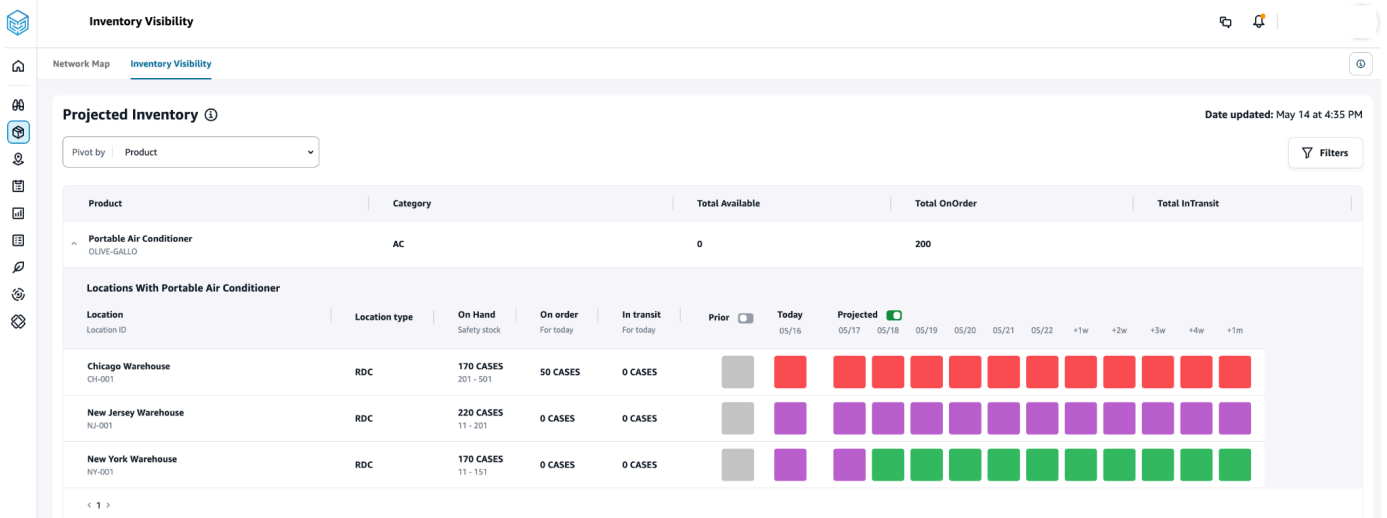 Inventory Visibility
Network Map Inventory Visibility
Projected Inventory
Date updated: May 14 at 4:35 PM
Pivot by Product
Filters
Product Category Total Available Total OnOrder Total InTransit
Portable Air Conditioner
OLIVE-GALLO
AC 0 200
Locations With Portable Air Conditioner
Location Location type On Hand On order In transit Prior Today Projected
Location ID Safety stock For today For today 05/16 05/17 05/18 05/19 05/20 05/21 05/22 +1w +2w +3w +4w +1m
Chicago Warehouse
CH-001
RDC
170 CASES
201 - 501
50 CASES 0 CASES
New Jersey Warehouse
NJ-001
RDC
220 CASES
11 - 201
0 CASES 0 CASES
New York Warehouse
NY-001
RDC
170 CASES
11 - 151
0 CASES 0 CASES
‹ 1 ›